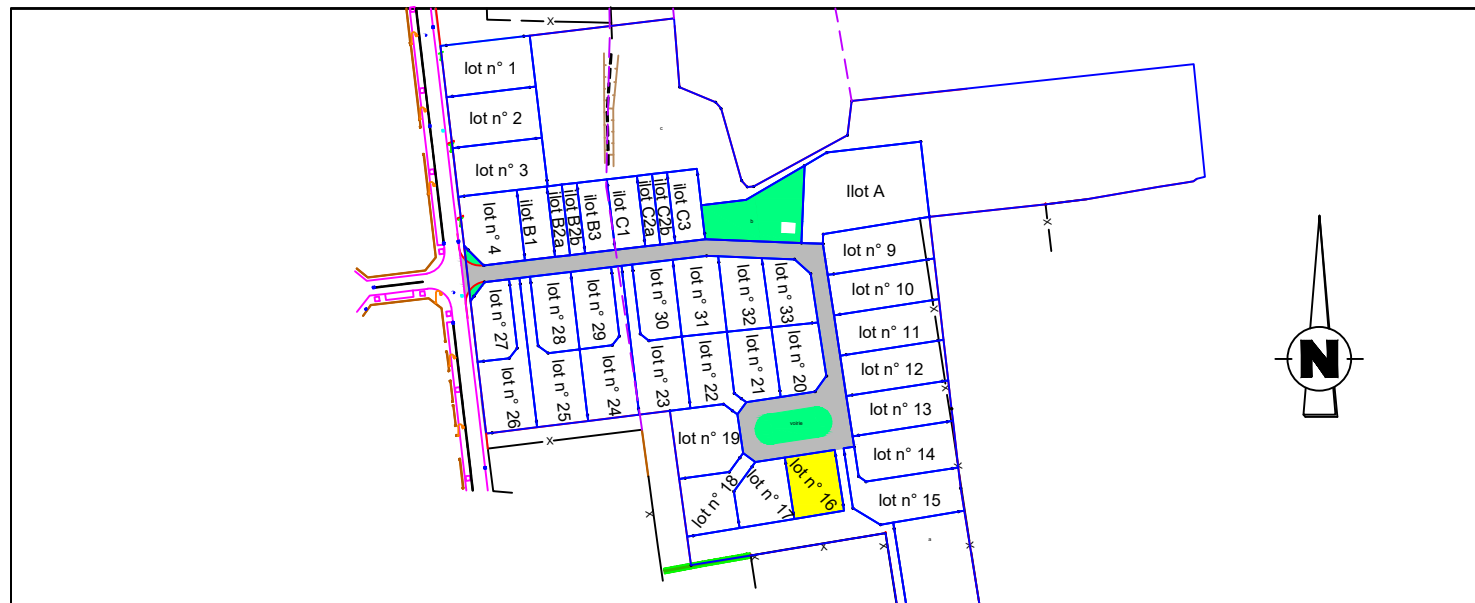 lot n° 1
lot n° 2
lot n° 3
lot n° 4
ilot B1
ilot B2a
ilot B2b
ilot B3
ilot C1
ilot C2a
ilot C2b
ilot C3
Ilot A
lot n° 9
lot n° 10
lot n° 11
lot n° 12
lot n° 13
lot n° 14
lot n° 15
lot n° 27
lot n° 28
lot n° 29
lot n° 30
lot n° 31
lot n° 32
lot n° 33
lot n° 26
lot n° 25
lot n° 24
lot n° 23
lot n° 22
lot n° 21
lot n° 20
voirie
lot n° 19
lot n° 18
lot n° 17
lot n° 16
N